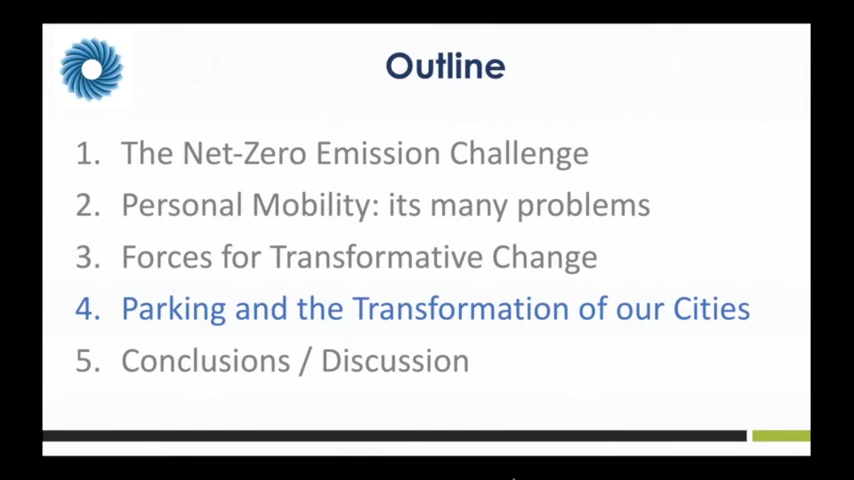 Outline
1. The Net-Zero Emission Challenge
2. Personal Mobility: its many problems
3. Forces for Transformative Change
4. Parking and the Transformation of our Cities
5. Conclusions / Discussion